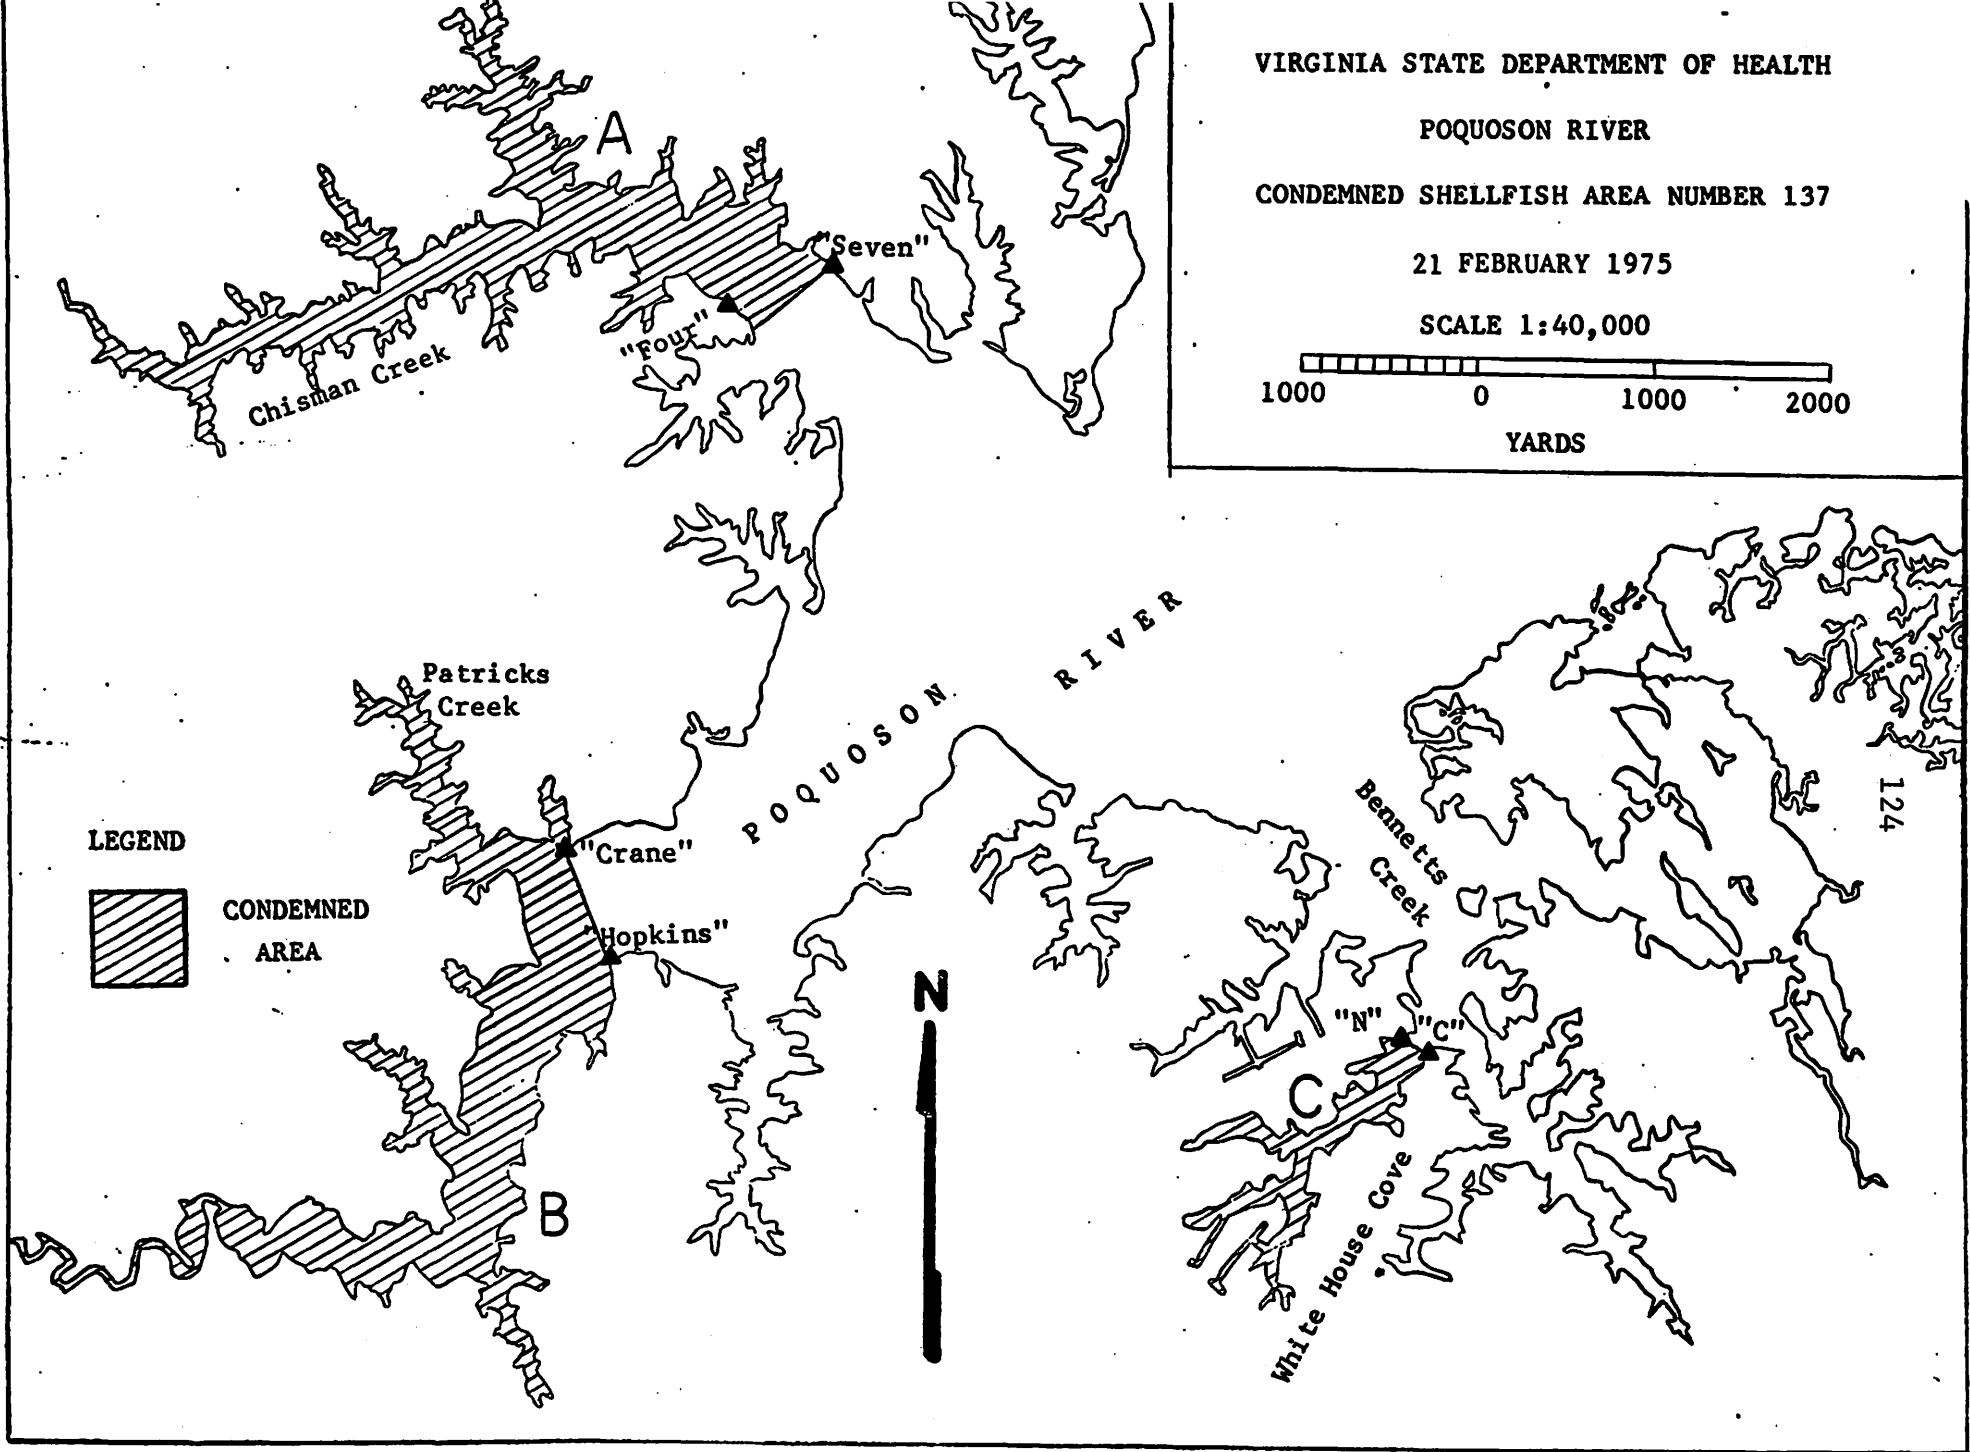 VIRGINIA STATE DEPARTMENT OF HEALTH
POQUOSON RIVER
CONDEMNED SHELLFISH AREA NUMBER 137
21 FEBRUARY 1975
SCALE 1:40,000
1000 0 1000 2000
YARDS
A
"Seven"
"Four"
Chisman Creek
Patricks
Creek
POQUOSON RIVER
LEGEND
CONDEMNED
AREA
"Crane"
"Hopkins"
B
N
Bennetts
Creek
124
"N" "C"
C
White House Cove